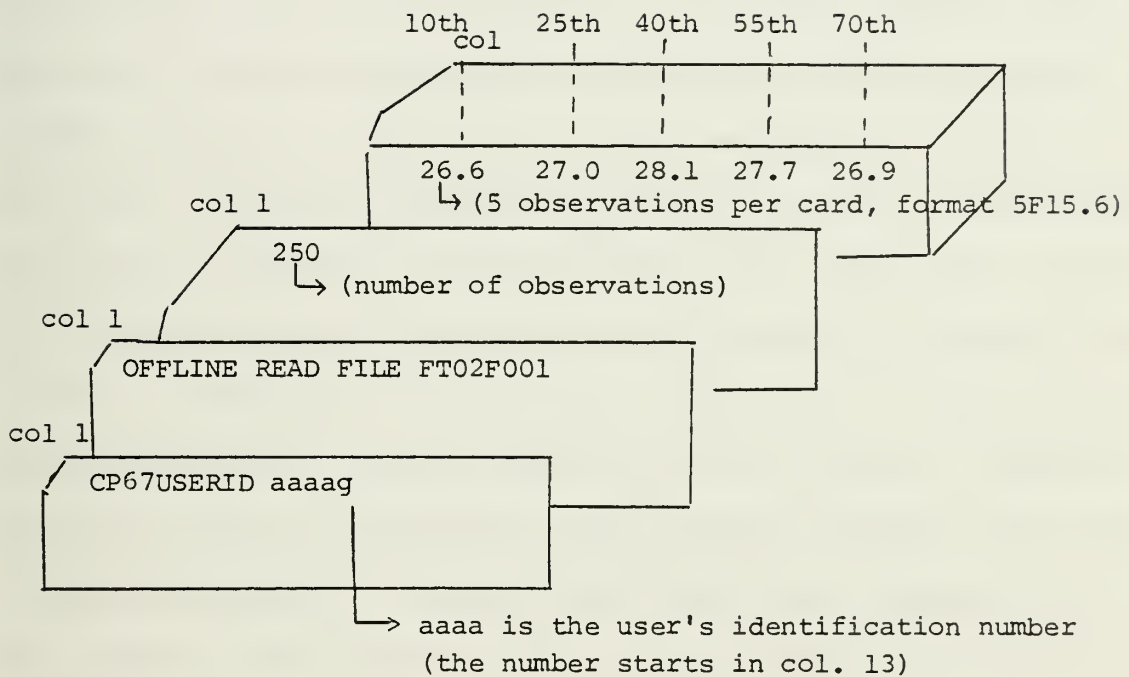 10th 25th 40th 55th 70th
col
26.6 27.0 28.1 27.7 26.9
(5 observations per card, format 5F15.6)
col 1
250
(number of observations)
col 1
OFFLINE READ FILE FT02F001
col 1
CP67USERID aaaag
aaaa is the user's identification number
(the number starts in col. 13)